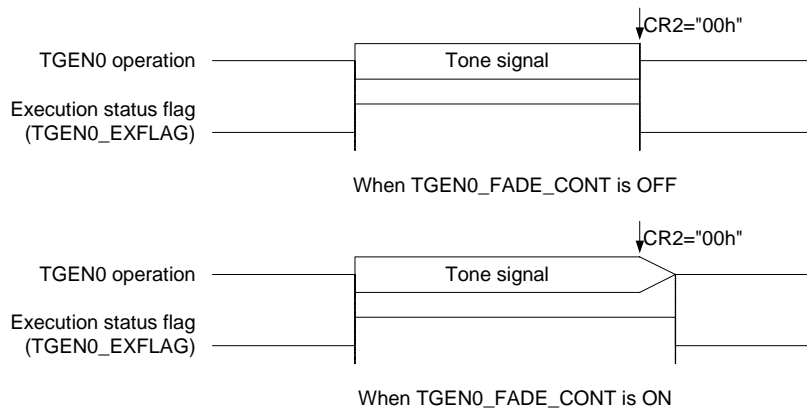 CR2="00h"
TGEN0 operation
Tone signal
Execution status flag
(TGEN0_EXFLAG)
When TGEN0_FADE_CONT is OFF
CR2="00h"
TGEN0 operation
Tone signal
Execution status flag
(TGEN0_EXFLAG)
When TGEN0_FADE_CONT is ON